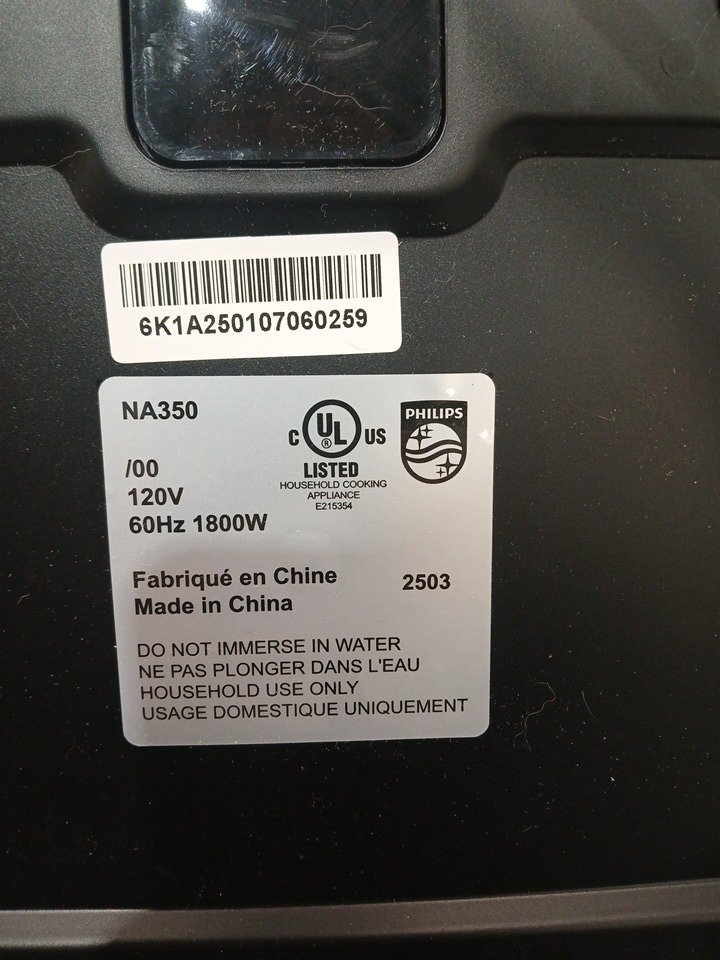 6K1A250107060259
NA350
/00
120V
60Hz 1800W
C UL ® US
LISTED
HOUSEHOLD COOKING
APPLIANCE
E215354
PHILIPS
Fabriqué en Chine
Made in China
2503
DO NOT IMMERSE IN WATER
NE PAS PLONGER DANS L'EAU
HOUSEHOLD USE ONLY
USAGE DOMESTIQUE UNIQUEMENT